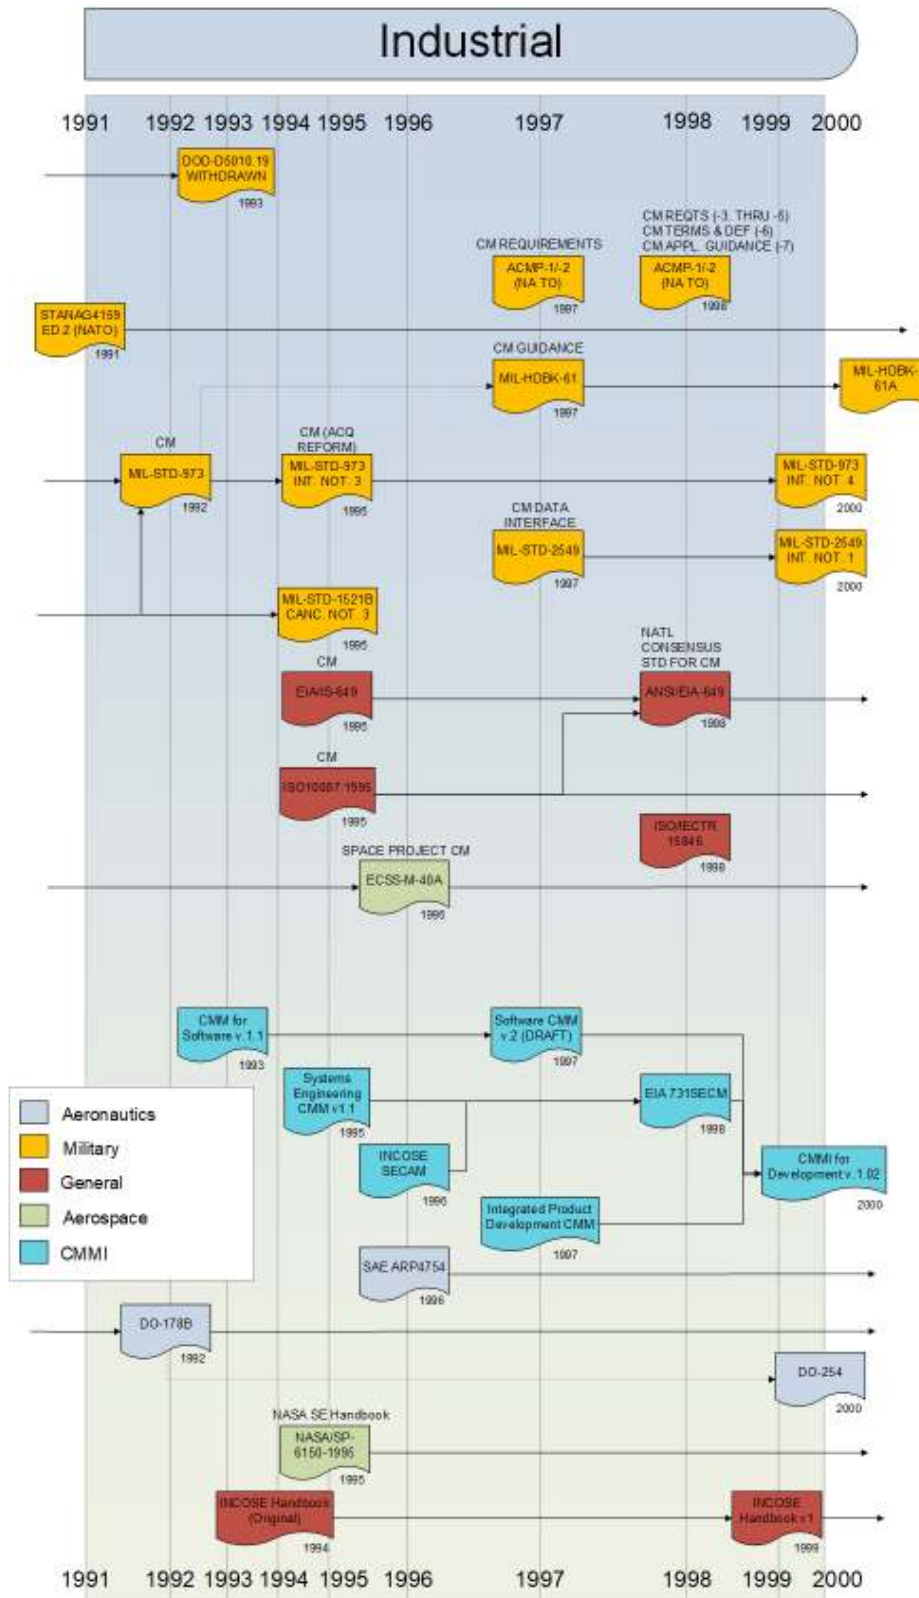 Industrial
1991 1992 1993 1994 1995 1996 1997 1998 1999 2000
DOD-D5010.19
WITHDRAWN
1993
CM REQTS (-3. THRU -5)
CM TERMS & DEF (-6)
CM APPL. GUIDANCE (-7)
CM REQUIREMENTS
ACMP-1/-2
(NATO)
1997
ACMP-1/-2
(NATO)
1998
STANAG4159
ED.2 (NATO)
1991
CM GUIDANCE
MIL-HDBK-61
1997
MIL-HDBK-
61A
CM
MIL-STD-973
1992
CM (ACQ
REFORM)
MIL-STD-973
INT. NOT. 3
1995
MIL-STD-973
INT. NOT. 4
2000
CM DATA
INTERFACE
MIL-STD-2549
1997
MIL-STD-2549
INT. NOT. 1
2000
MIL-STD-1521B
CANC. NOT. 3
1995
CM
EIA/IS-649
1995
NATL
CONSENSUS
STD FOR CM
ANSI/EIA-649
1998
CM
ISO10007:1995
1995
ISO/IECTR
15846
1998
SPACE PROJECT CM
ECSS-M-40A
1996
CMM for
Software v.1.1
1993
Software CMM
v.2 (DRAFT)
1997
Systems
Engineering
CMM v1.1
1995
EIA 731SECM
1998
INCOSE
SECAM
1996
CMMI for
Development v. 1.02
2000
Integrated Product
Development CMM
1997
Aeronautics
Military
General
Aerospace
CMMI
SAE ARP4754
1996
DO-178B
1992
DO-254
2000
NASA SE Handbook
NASA/SP-
6150-1995
1995
INCOSE Handbook
(Original)
1994
INCOSE
Handbook v1
1999
1991 1992 1993 1994 1995 1996 1997 1998 1999 2000